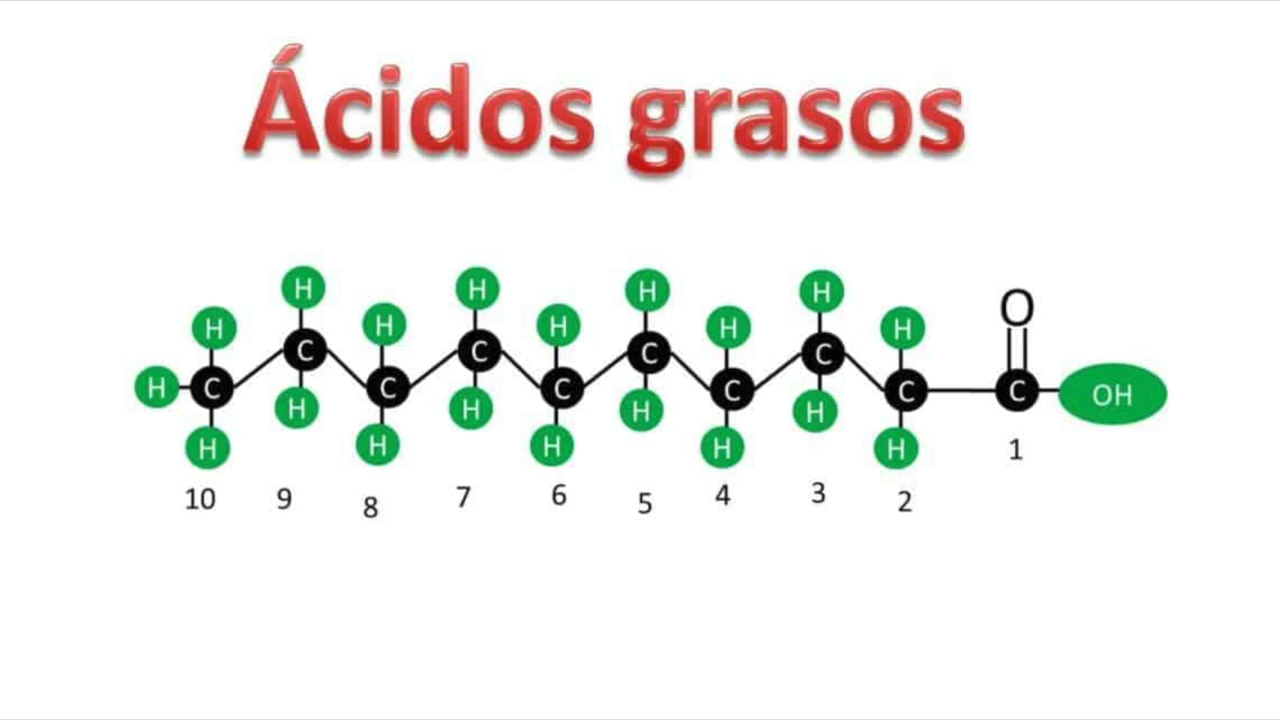 Ácidos grasos
H H H H
H H H H H O
C C C C
H C C C C C C OH
H H H H
H H H H H 1
10 9 8 7 6 5 4 3 2